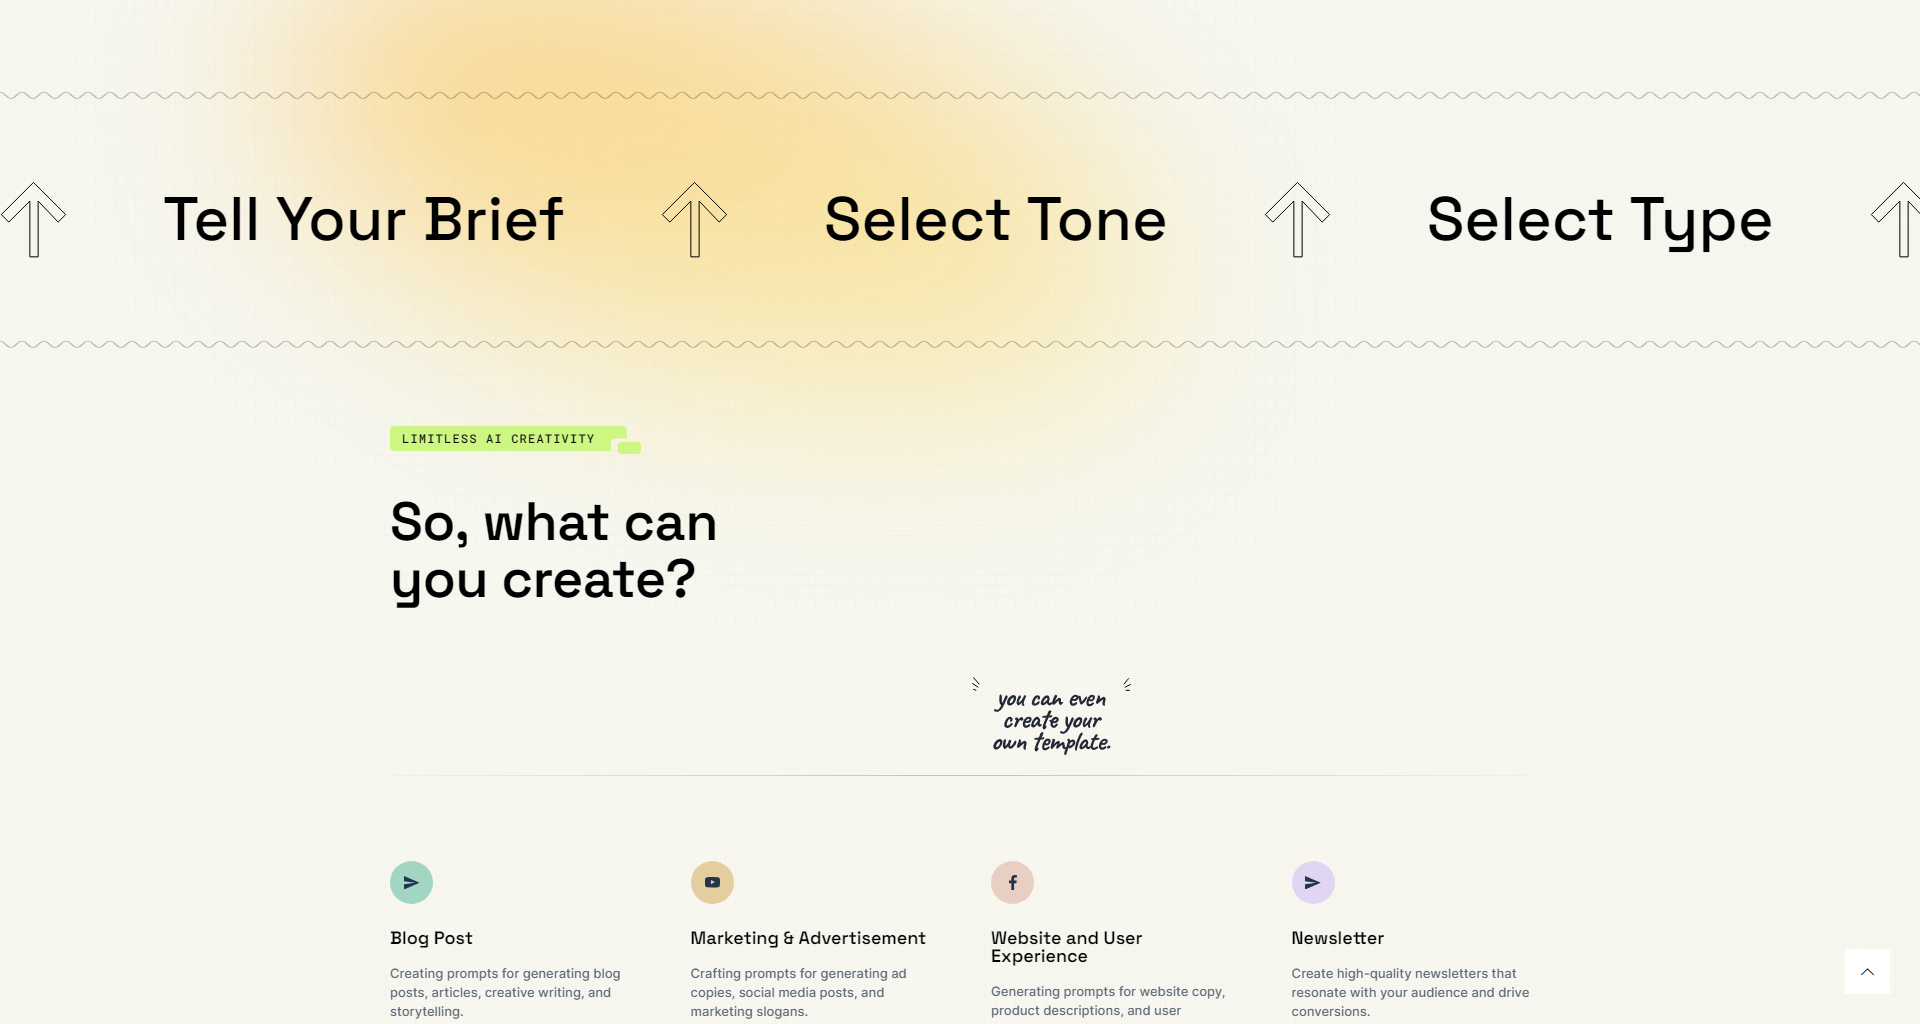 Tell Your Brief
Select Tone
Select Type
LIMITLESS AI CREATIVITY
So, what can
you create?
you can even
create your
own template.
Blog Post
Creating prompts for generating blog
posts, articles, creative writing, and
storytelling.
Marketing & Advertisement
Crafting prompts for generating ad
copies, social media posts, and
marketing slogans.
Website and User
Experience
Generating prompts for website copy,
product descriptions, and user
Newsletter
Create high-quality newsletters that
resonate with your audience and drive
conversions.